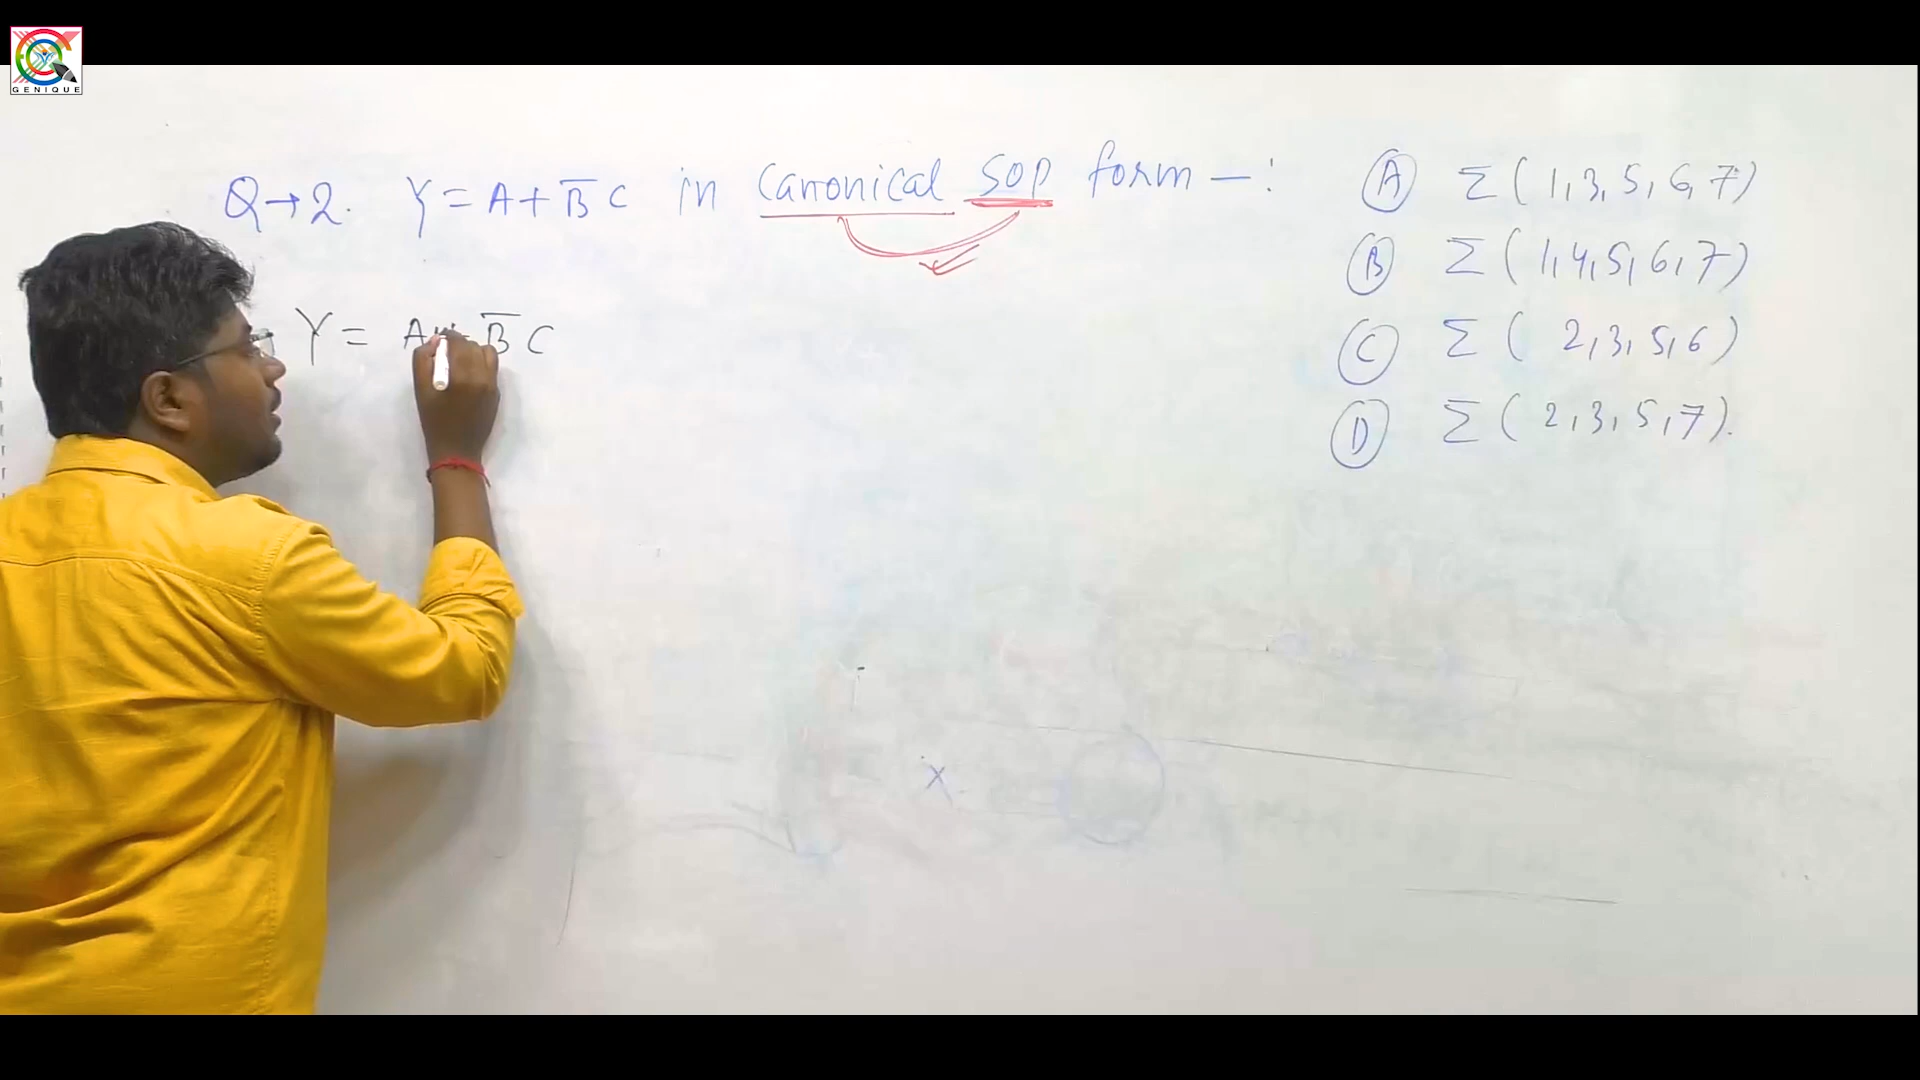 GENIQUE
Q→2. Y = A + B̅ C in Canonical SOP form —:
(A) Σ ( 1, 3, 5, 6, 7)
(B) Σ ( 1, 4, 5, 6, 7)
(C) Σ ( 2, 3, 5, 6)
(D) Σ ( 2, 3, 5, 7).
Y = A + B̅ C
X